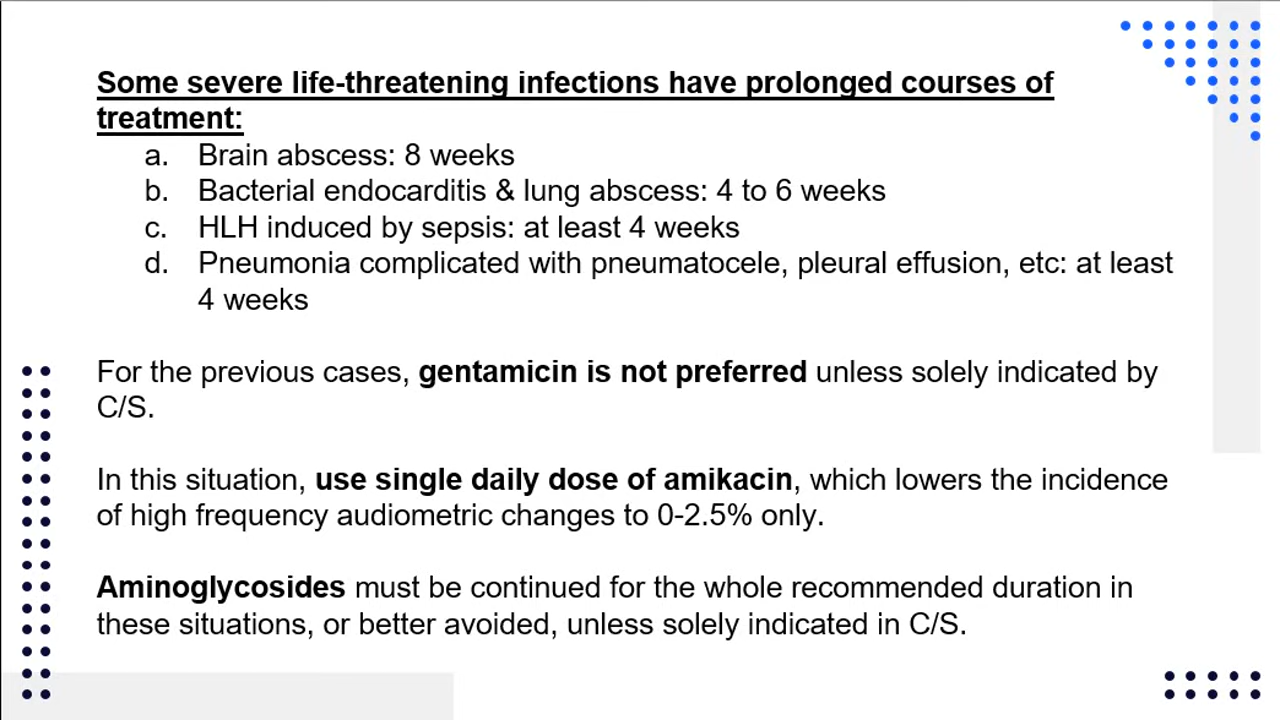 Some severe life-threatening infections have prolonged courses of
treatment:
a. Brain abscess: 8 weeks
b. Bacterial endocarditis & lung abscess: 4 to 6 weeks
c. HLH induced by sepsis: at least 4 weeks
d. Pneumonia complicated with pneumatocele, pleural effusion, etc: at least
4 weeks
For the previous cases, gentamicin is not preferred unless solely indicated by
C/S.
In this situation, use single daily dose of amikacin, which lowers the incidence
of high frequency audiometric changes to 0-2.5% only.
Aminoglycosides must be continued for the whole recommended duration in
these situations, or better avoided, unless solely indicated in C/S.